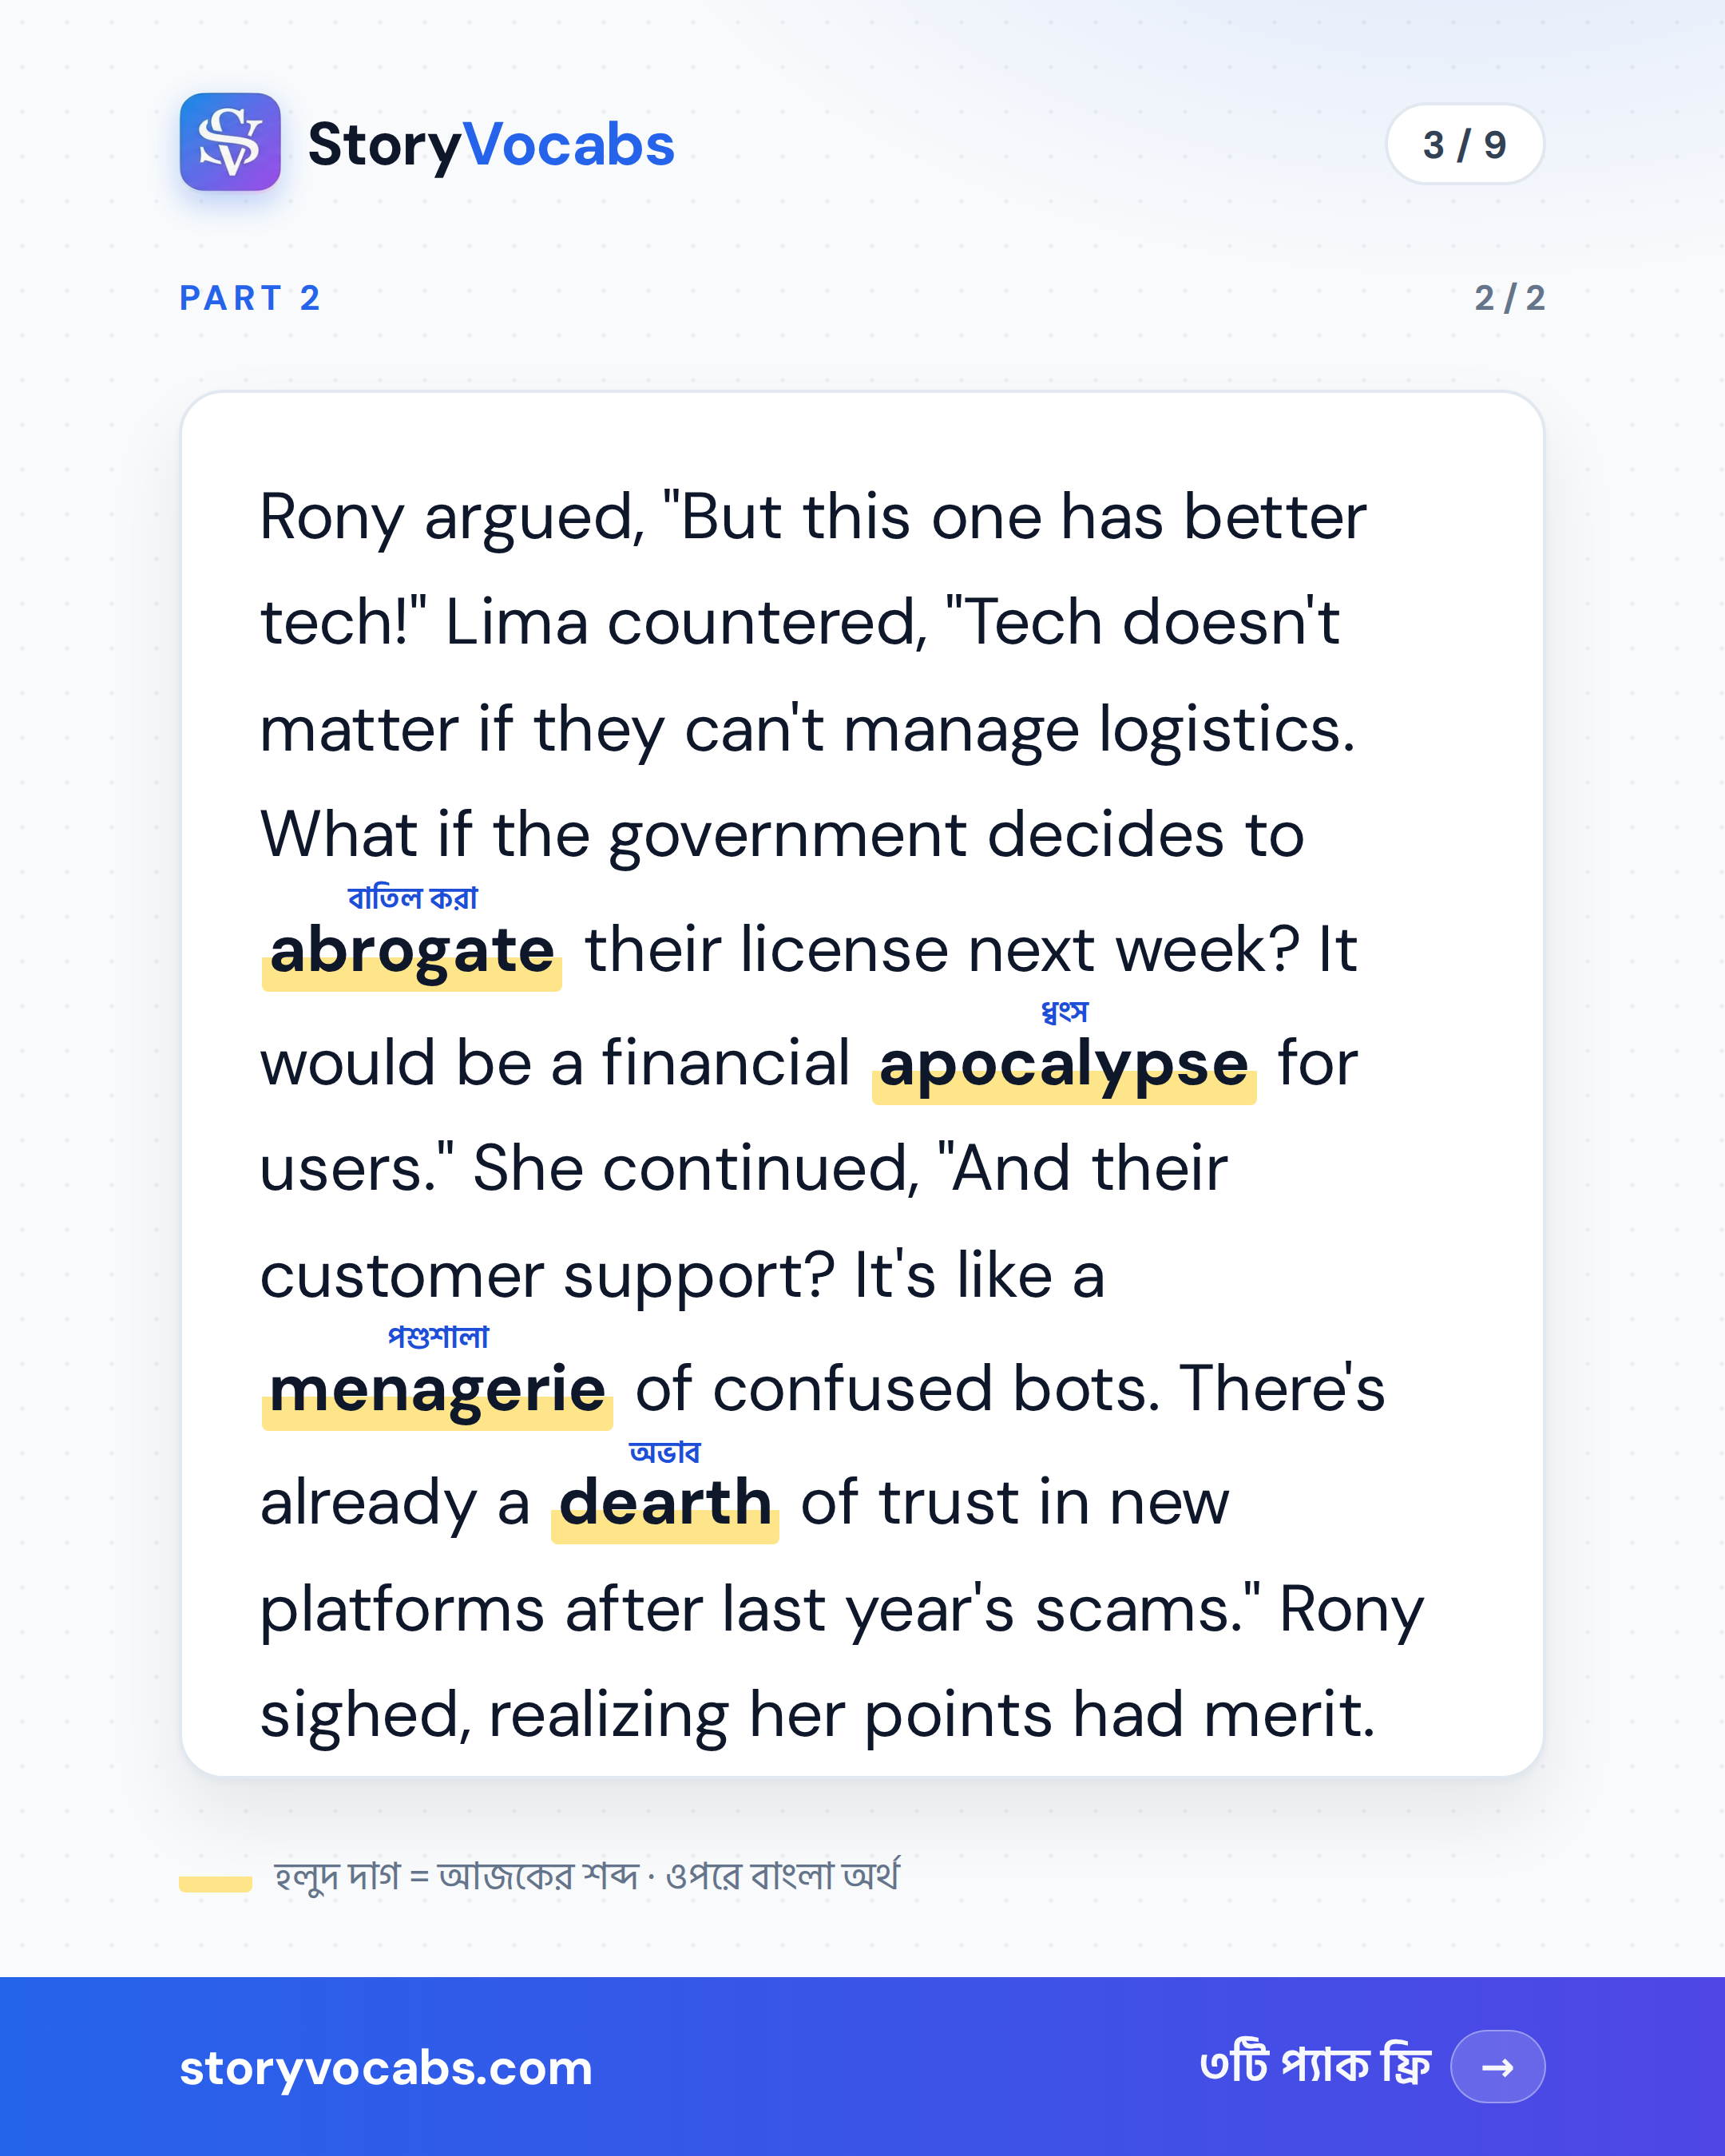 StoryVocabs
3 / 9
PART 2
2 / 2
Rony argued, "But this one has better
tech!" Lima countered, "Tech doesn't
matter if they can't manage logistics.
What if the government decides to
বাতিল করা
abrogate their license next week? It
ধ্বংস
would be a financial apocalypse for
users." She continued, "And their
customer support? It's like a
পশুশালা
menagerie of confused bots. There's
অভাব
already a dearth of trust in new
platforms after last year's scams." Rony
sighed, realizing her points had merit.
হলুদ দাগ = আজকের শব্দ · ওপরে বাংলা অর্থ
storyvocabs.com
৩টি প্যাক ফ্রি →